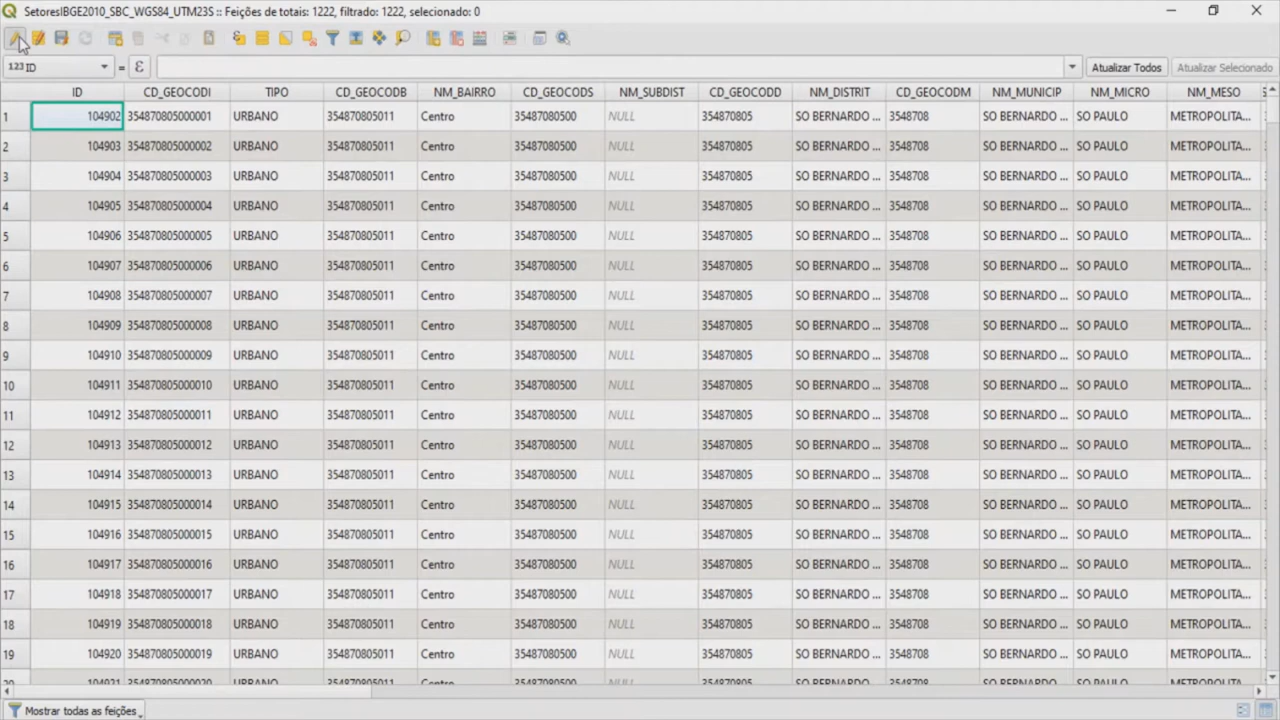 SetoresIBGE2010_SBC_WGS84_UTM23S :: Feições de totais: 1222, filtrado: 1222, selecionado: 0
123 ID = ε Atualizar Todos Atualizar Selecionado
ID CD_GEOCODI TIPO CD_GEOCODB NM_BAIRRO CD_GEOCODS NM_SUBDIST CD_GEOCODD NM_DISTRIT CD_GEOCODM NM_MUNICIP NM_MICRO NM_MESO
1 104902 354870805000001 URBANO 354870805011 Centro 35487080500 NULL 354870805 SO BERNARDO ... 3548708 SO BERNARDO ... SO PAULO METROPOLITA...
2 104903 354870805000002 URBANO 354870805011 Centro 35487080500 NULL 354870805 SO BERNARDO ... 3548708 SO BERNARDO ... SO PAULO METROPOLITA...
3 104904 354870805000003 URBANO 354870805011 Centro 35487080500 NULL 354870805 SO BERNARDO ... 3548708 SO BERNARDO ... SO PAULO METROPOLITA...
4 104905 354870805000004 URBANO 354870805011 Centro 35487080500 NULL 354870805 SO BERNARDO ... 3548708 SO BERNARDO ... SO PAULO METROPOLITA...
5 104906 354870805000005 URBANO 354870805011 Centro 35487080500 NULL 354870805 SO BERNARDO ... 3548708 SO BERNARDO ... SO PAULO METROPOLITA...
6 104907 354870805000006 URBANO 354870805011 Centro 35487080500 NULL 354870805 SO BERNARDO ... 3548708 SO BERNARDO ... SO PAULO METROPOLITA...
7 104908 354870805000007 URBANO 354870805011 Centro 35487080500 NULL 354870805 SO BERNARDO ... 3548708 SO BERNARDO ... SO PAULO METROPOLITA...
8 104909 354870805000008 URBANO 354870805011 Centro 35487080500 NULL 354870805 SO BERNARDO ... 3548708 SO BERNARDO ... SO PAULO METROPOLITA...
9 104910 354870805000009 URBANO 354870805011 Centro 35487080500 NULL 354870805 SO BERNARDO ... 3548708 SO BERNARDO ... SO PAULO METROPOLITA...
10 104911 354870805000010 URBANO 354870805011 Centro 35487080500 NULL 354870805 SO BERNARDO ... 3548708 SO BERNARDO ... SO PAULO METROPOLITA...
11 104912 354870805000011 URBANO 354870805011 Centro 35487080500 NULL 354870805 SO BERNARDO ... 3548708 SO BERNARDO ... SO PAULO METROPOLITA...
12 104913 354870805000012 URBANO 354870805011 Centro 35487080500 NULL 354870805 SO BERNARDO ... 3548708 SO BERNARDO ... SO PAULO METROPOLITA...
13 104914 354870805000013 URBANO 354870805011 Centro 35487080500 NULL 354870805 SO BERNARDO ... 3548708 SO BERNARDO ... SO PAULO METROPOLITA...
14 104915 354870805000014 URBANO 354870805011 Centro 35487080500 NULL 354870805 SO BERNARDO ... 3548708 SO BERNARDO ... SO PAULO METROPOLITA...
15 104916 354870805000015 URBANO 354870805011 Centro 35487080500 NULL 354870805 SO BERNARDO ... 3548708 SO BERNARDO ... SO PAULO METROPOLITA...
16 104917 354870805000016 URBANO 354870805011 Centro 35487080500 NULL 354870805 SO BERNARDO ... 3548708 SO BERNARDO ... SO PAULO METROPOLITA...
17 104918 354870805000017 URBANO 354870805011 Centro 35487080500 NULL 354870805 SO BERNARDO ... 3548708 SO BERNARDO ... SO PAULO METROPOLITA...
18 104919 354870805000018 URBANO 354870805011 Centro 35487080500 NULL 354870805 SO BERNARDO ... 3548708 SO BERNARDO ... SO PAULO METROPOLITA...
19 104920 354870805000019 URBANO 354870805011 Centro 35487080500 NULL 354870805 SO BERNARDO ... 3548708 SO BERNARDO ... SO PAULO METROPOLITA...
20 104921 354870805000020 URBANO 354870805011 Centro 35487080500 NULL 354870805 SO BERNARDO ... 3548708 SO BERNARDO ... SO PAULO METROPOLITA...
Mostrar todas as feições